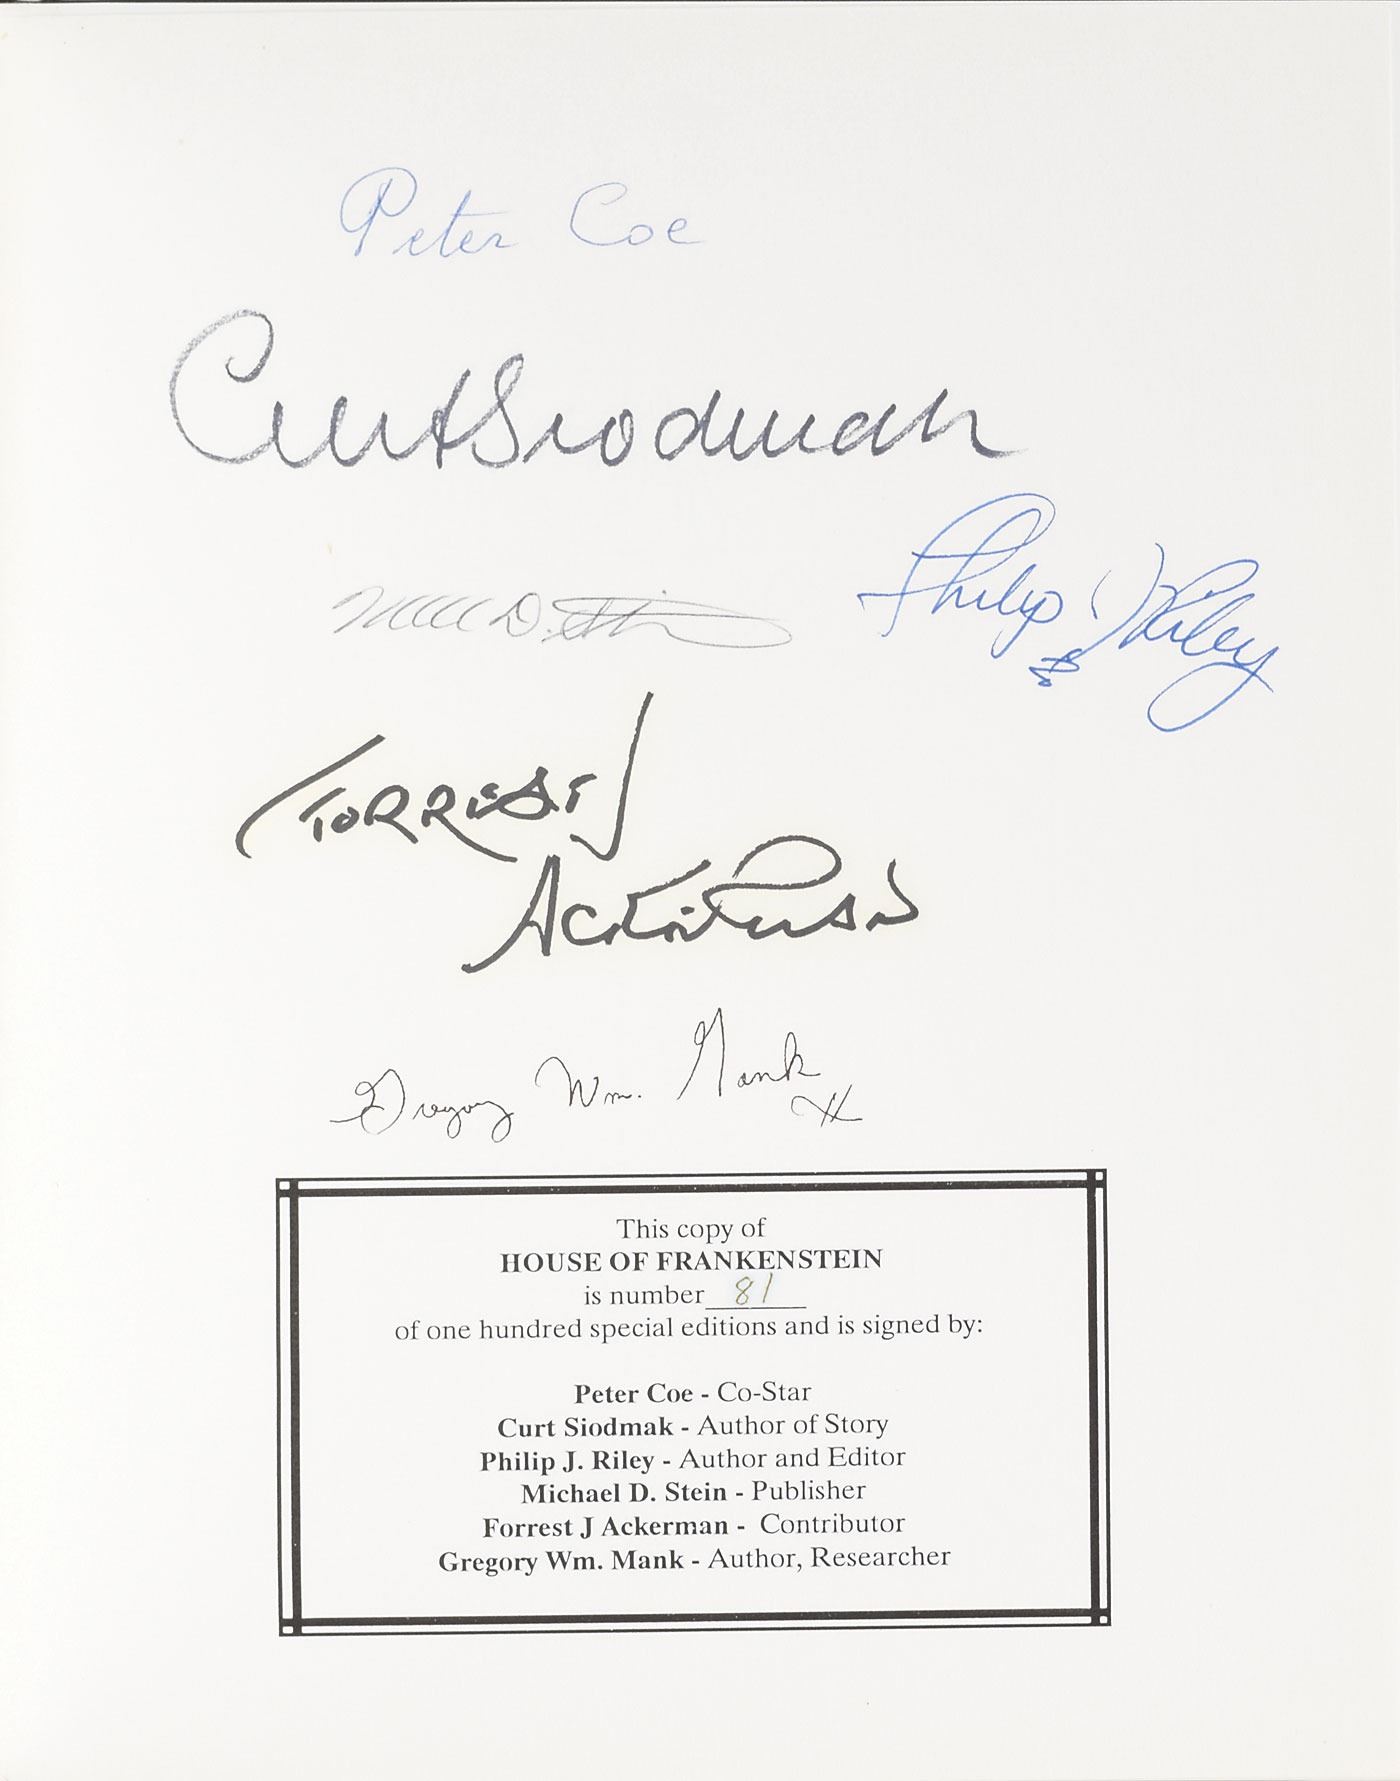 Peter Coe
Curt Siodmak
Philip J Riley
D. Stein
Forrest J
Ackerman
Gregory Wm. Mank
This copy of
HOUSE OF FRANKENSTEIN
is number 81
of one hundred special editions and is signed by:
Peter Coe - Co-Star
Curt Siodmak - Author of Story
Philip J. Riley - Author and Editor
Michael D. Stein - Publisher
Forrest J Ackerman - Contributor
Gregory Wm. Mank - Author, Researcher